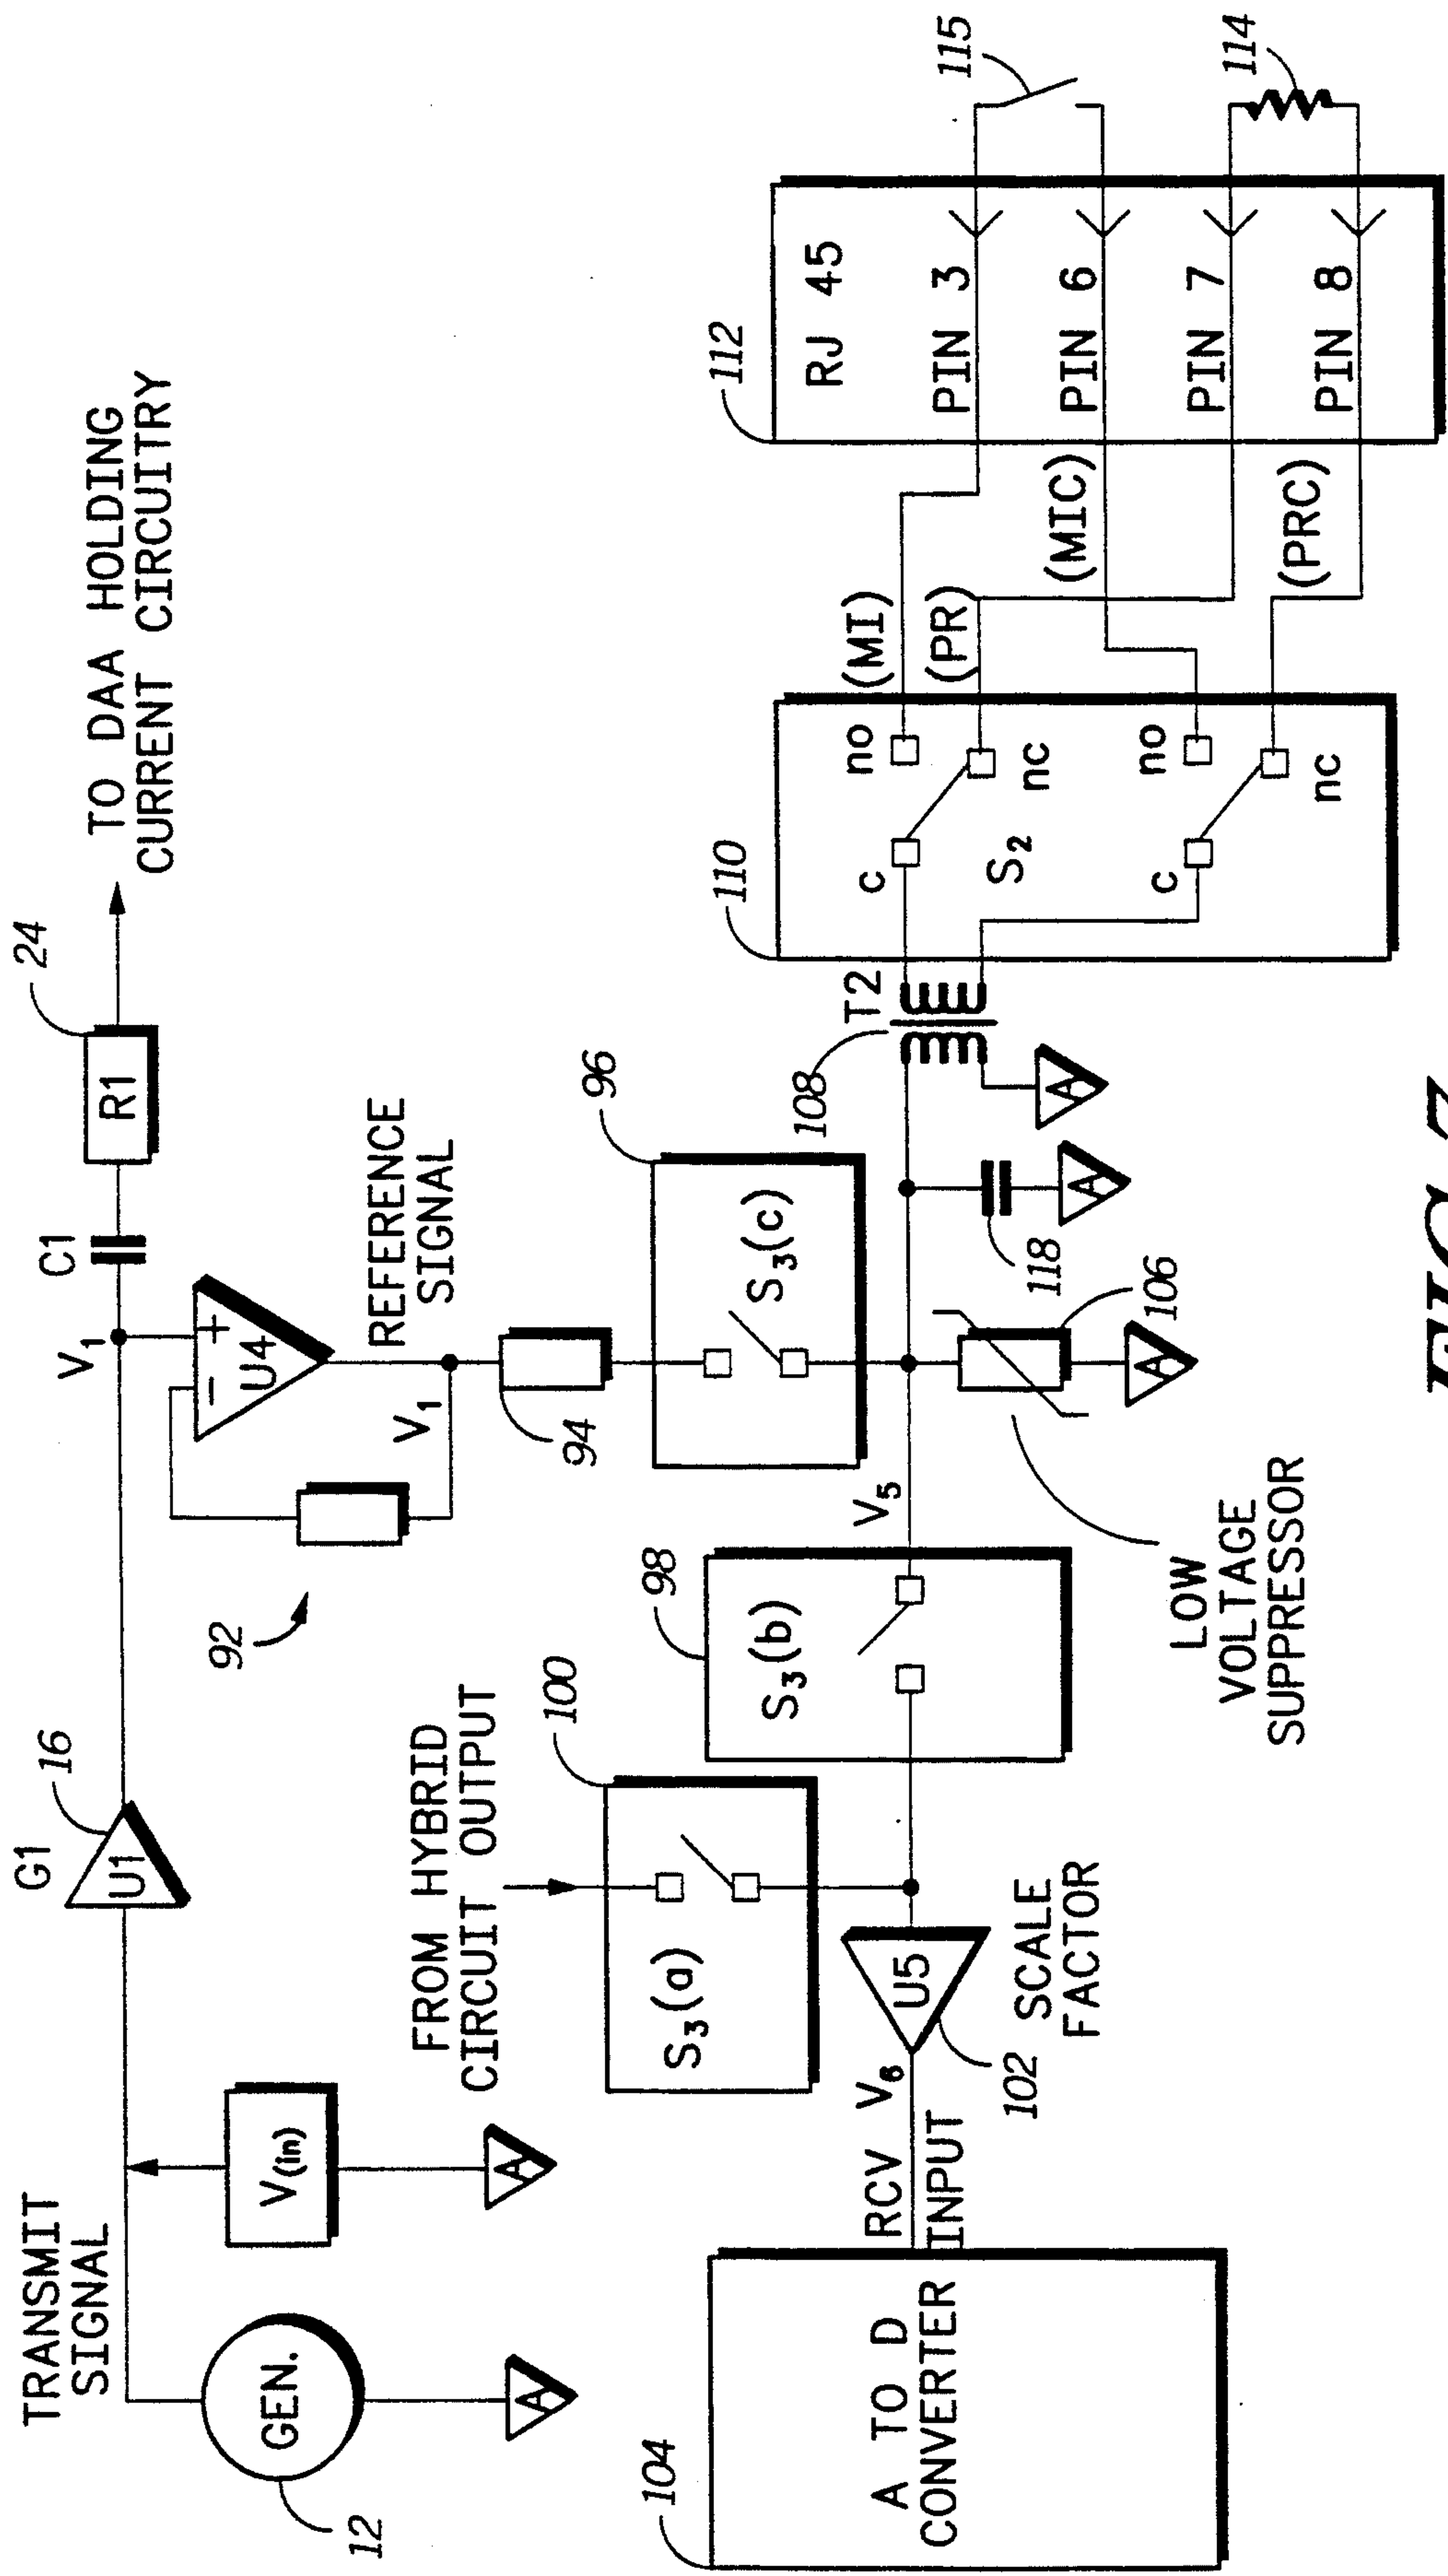 TRANSMIT
SIGNAL
12
GEN.
A
V(in)
A
G1
16
U1
V1
C1
24
R1
TO DAA HOLDING
CURRENT CIRCUITRY
92
+
−
U4
V1
REFERENCE
SIGNAL
94
96
S3(c)
FROM HYBRID
CIRCUIT OUTPUT
100
S3(a)
98
S3(b)
V5
104
A TO D
CONVERTER
RCV
INPUT
V6
U5
102
SCALE
FACTOR
LOW
VOLTAGE
SUPPRESSOR
106
A
118
A
108
T2
A
110
c
no
nc
S2
c
no
nc
(MI)
(PR)
(MIC)
(PRC)
112
RJ 45
PIN 3
PIN 6
PIN 7
PIN 8
115
114